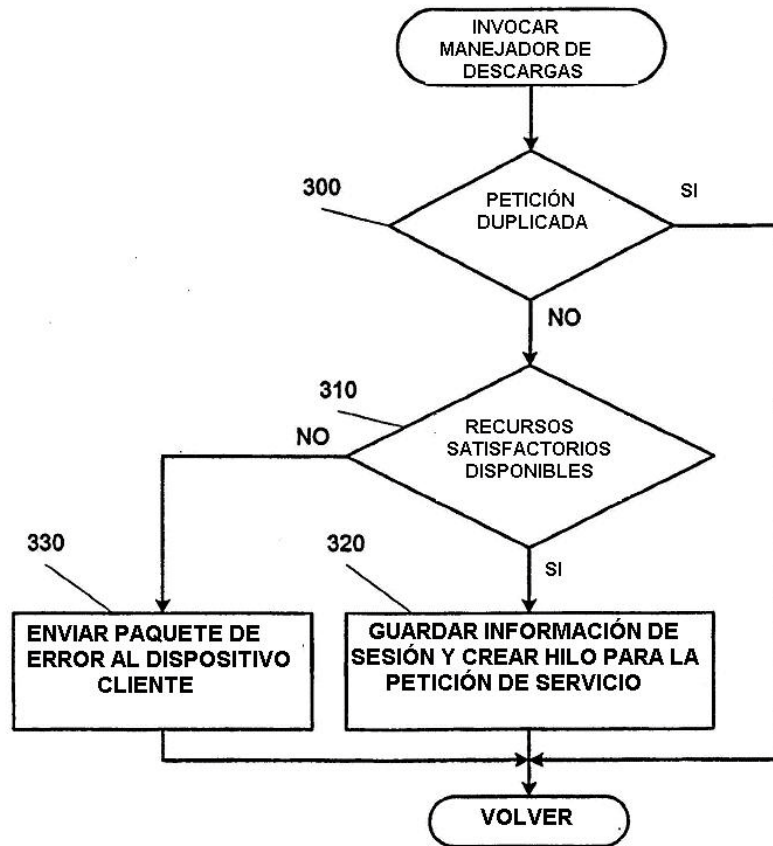 INVOCAR
MANEJADOR DE
DESCARGAS
300
PETICIÓN
DUPLICADA
SI
NO
310
RECURSOS
SATISFACTORIOS
DISPONIBLES
NO
SI
330
ENVIAR PAQUETE DE
ERROR AL DISPOSITIVO
CLIENTE
320
GUARDAR INFORMACIÓN DE
SESIÓN Y CREAR HILO PARA LA
PETICIÓN DE SERVICIO
VOLVER